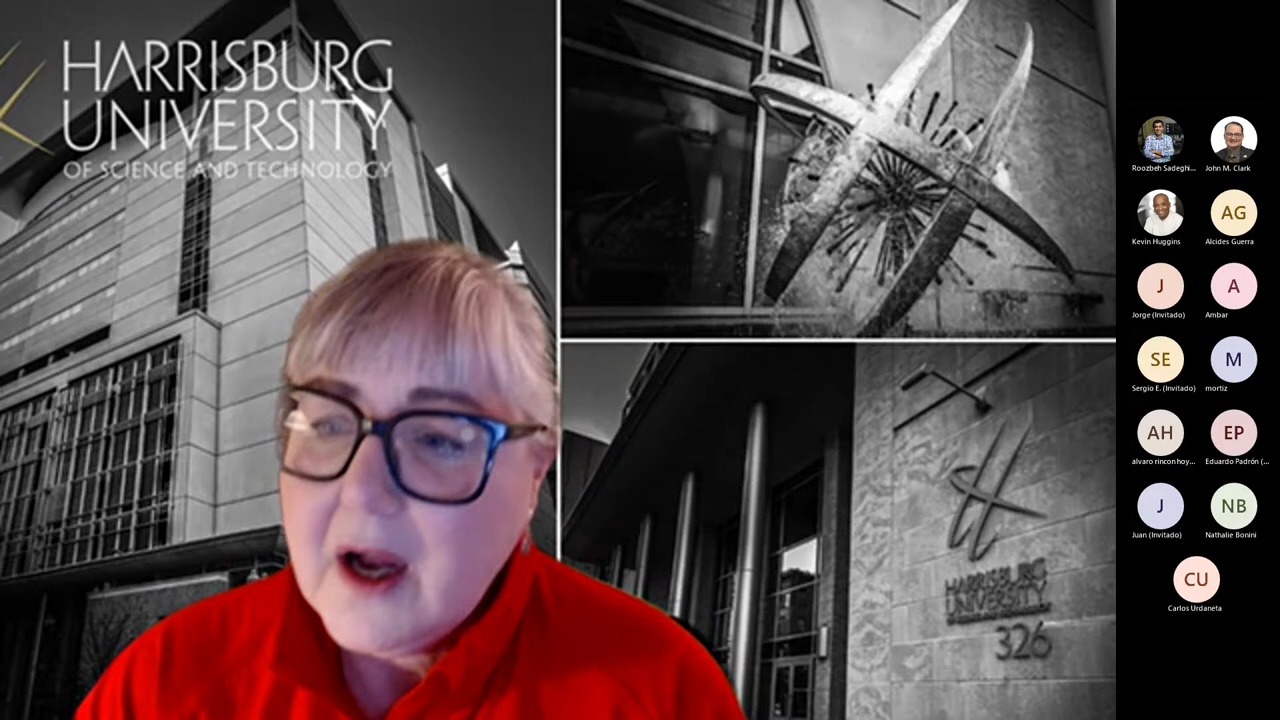 HARRISBURG
UNIVERSITY
OF SCIENCE AND TECHNOLOGY
HARRISBURG
UNIVERSITY
326
Roozbeh Sadeghi...
John M. Clark
Kevin Huggins
AG
Alcides Guerra
J
Jorge (Invitado)
A
Ambar
SE
Sergio E. (Invitado)
M
mortiz
AH
alvaro rincon hoy...
EP
Eduardo Padrón (...
J
Juan (Invitado)
NB
Nathalie Bonini
CU
Carlos Urdaneta